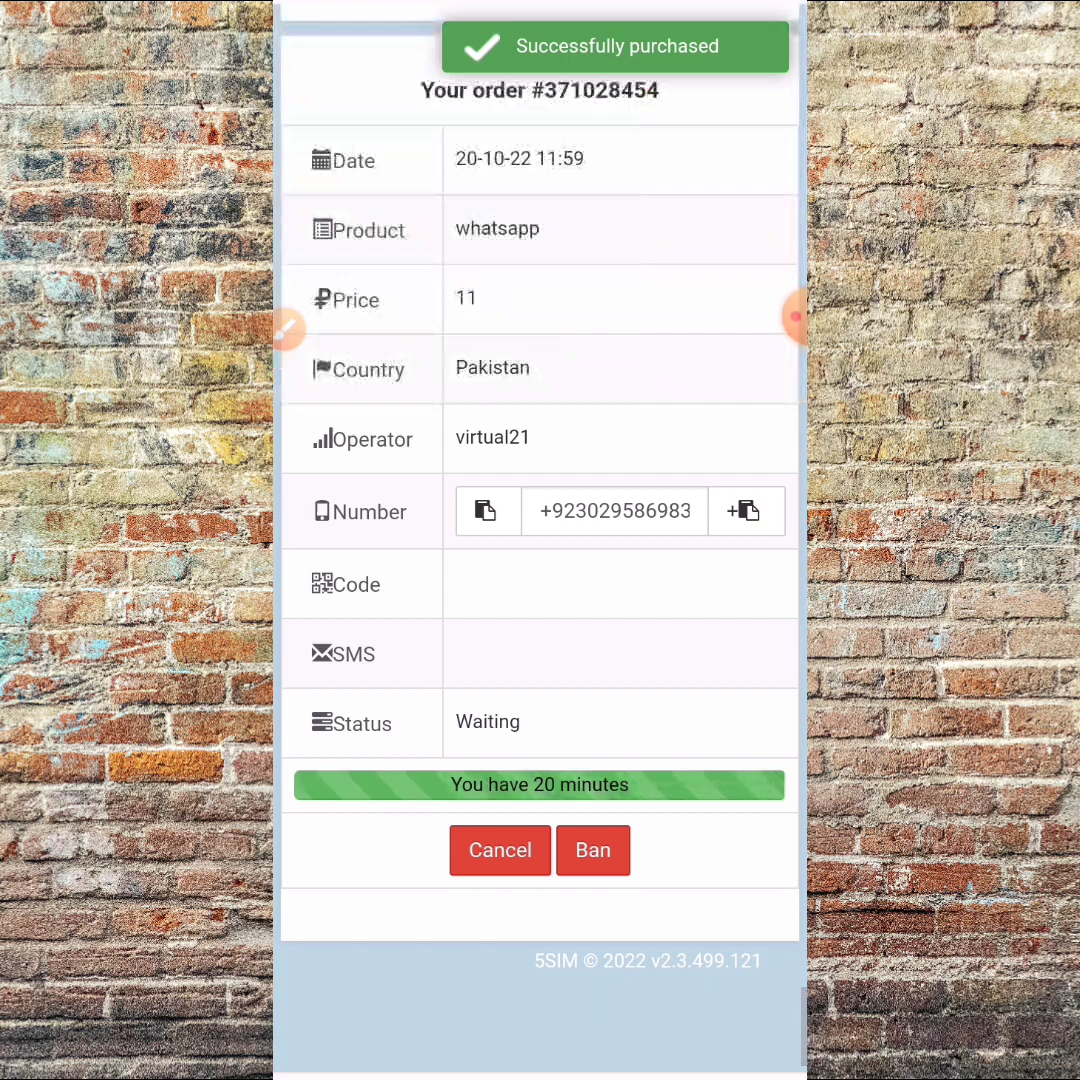 Successfully purchased
Your order #371028454
Date 20-10-22 11:59
Product whatsapp
₽Price 11
Country Pakistan
Operator virtual21
Number +923029586983 +
Code
SMS
Status Waiting
You have 20 minutes
Cancel Ban
5SIM © 2022 v2.3.499.121